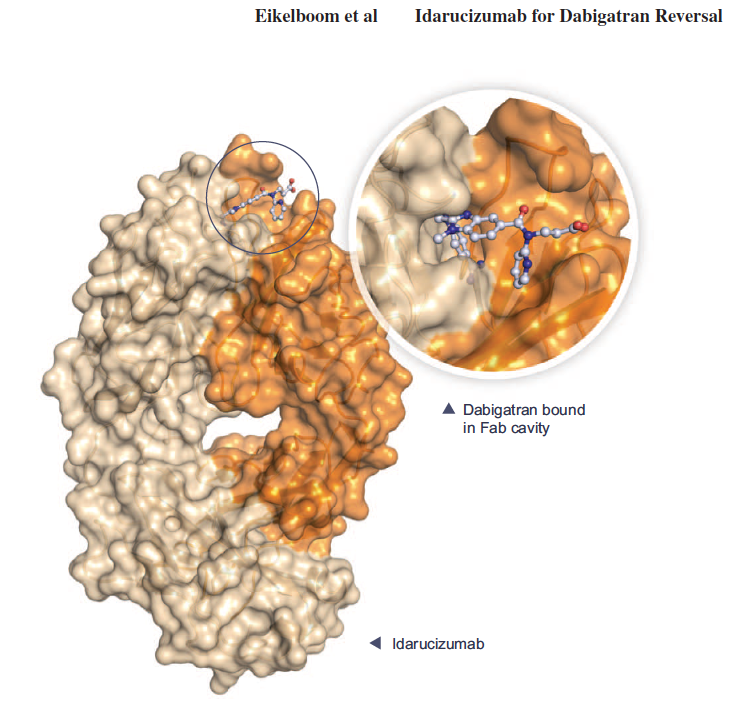 Eikelboom et al Idarucizumab for Dabigatran Reversal
Dabigatran bound
in Fab cavity
Idarucizumab